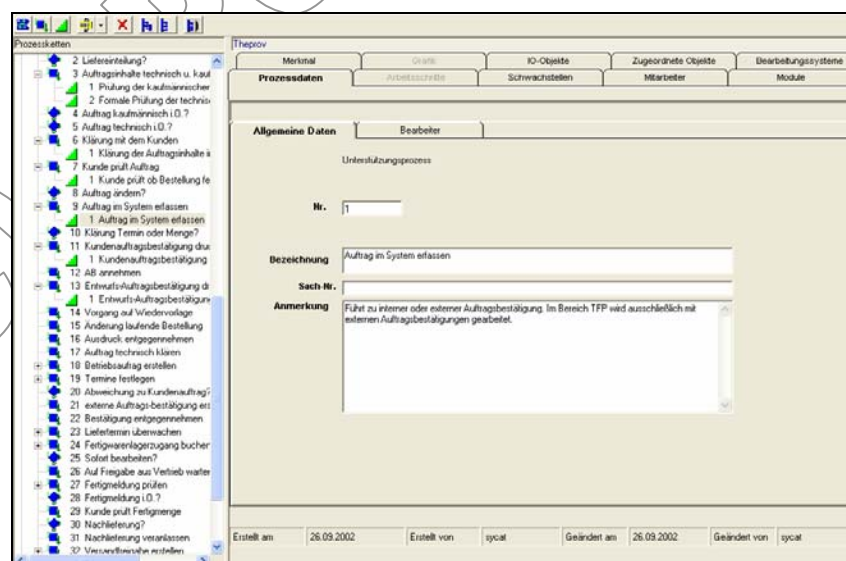 Prozessketten
2 Liefereinteilung?
3 Auftragsinhalte technisch u. kauf
1 Prüfung der kaufmännischer
2 Formale Prüfung der technis
4 Auftrag kaufmännisch i.O.?
5 Auftrag technisch i.O.?
6 Klärung mit dem Kunden
1 Klärung der Auftragsinhalte i
7 Kunde prüft Auftrag
1 Kunde prüft ob Bestellung fe
8 Auftrag ändern?
9 Auftrag im System erfassen
1 Auftrag im System erfassen
10 Klärung Termin oder Menge?
11 Kundenauftragsbestätigung druc
1 Kundenauftragsbestätigung
12 AB annehmen
13 Entwurfs-Auftragsbestätigung dr
1 Entwurfs-Auftragsbestätigun
14 Vorgang auf Wiedervorlage
15 Änderung laufende Bestellung
16 Ausdruck entgegennehmen
17 Auftrag technisch klären
18 Betriebsauftrag erstellen
19 Termine festlegen
20 Abweichung zu Kundenauftrag?
21 externe Auftrags-bestätigung ers
22 Bestätigung entgegennehmen
23 Liefertermin überwachen
24 Fertigwarenlagerzugang bucher
25 Sofort bearbeiten?
26 Auf Freigabe aus Vertrieb warter
27 Fertigmeldung prüfen
28 Fertigmeldung i.O.?
29 Kunde prüft Fertigmenge
30 Nachlieferung?
31 Nachlieferung veranlassen
32 Versandfreigabe erstellen
Theprov
Merkmal Grafik IO-Objekte Zugeordnete Objekte Bearbeitungssysteme
Prozessdaten Arbeitsschritte Schwachstellen Mitarbeiter Module
Allgemeine Daten Bearbeiter
Unterstützungsprozess
Nr. 1
Bezeichnung Auftrag im System erfassen
Sach-Nr.
Anmerkung Führt zu interner oder externer Auftragsbestätigung. Im Bereich TFP wird ausschließlich mit
externen Auftragsbestätigungen gearbeitet.
Erstellt am 26.09.2002 Erstellt von sycat Geändert am 26.09.2002 Geändert von sycat